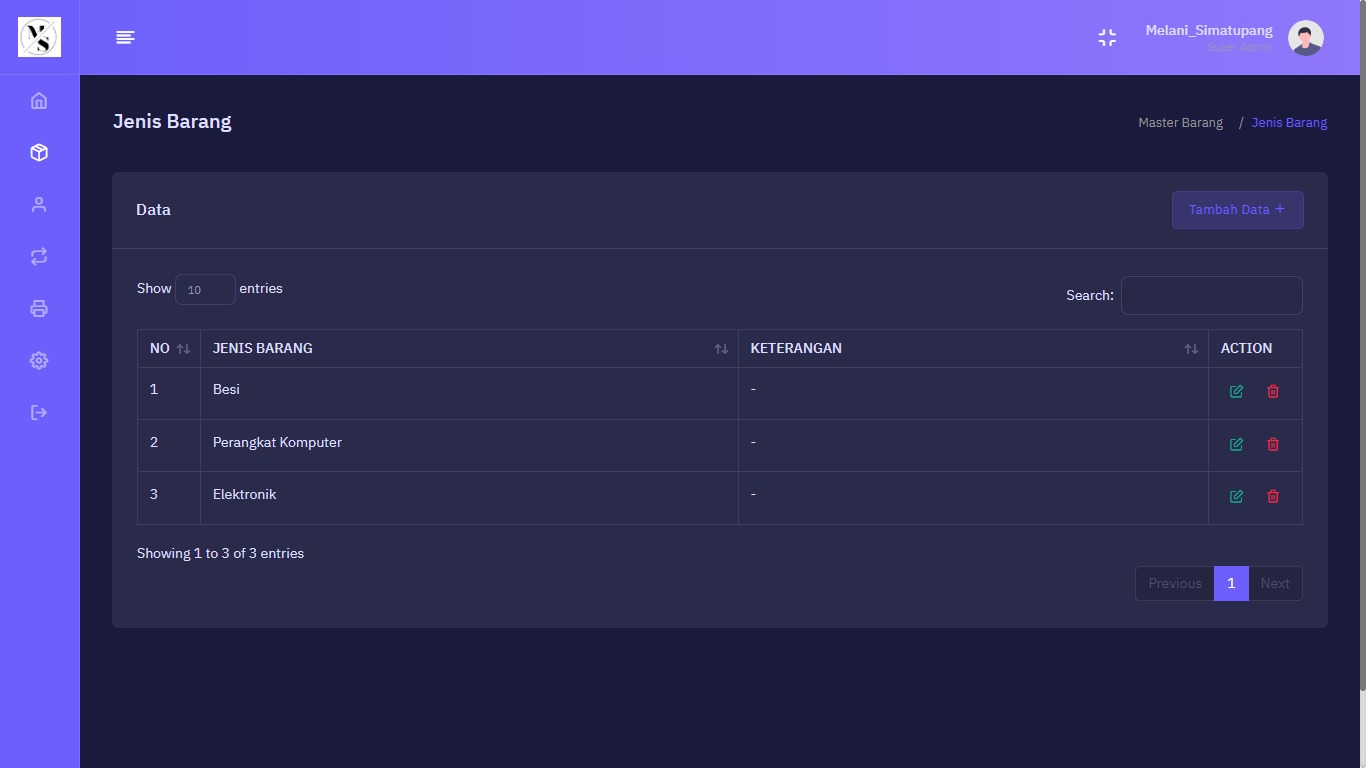 MS
Melani_Simatupang
Super Admin
Jenis Barang
Master Barang / Jenis Barang
Data
Tambah Data +
Show 10 entries
Search:
NO JENIS BARANG KETERANGAN ACTION
1 Besi -
2 Perangkat Komputer -
3 Elektronik -
Showing 1 to 3 of 3 entries
Previous 1 Next